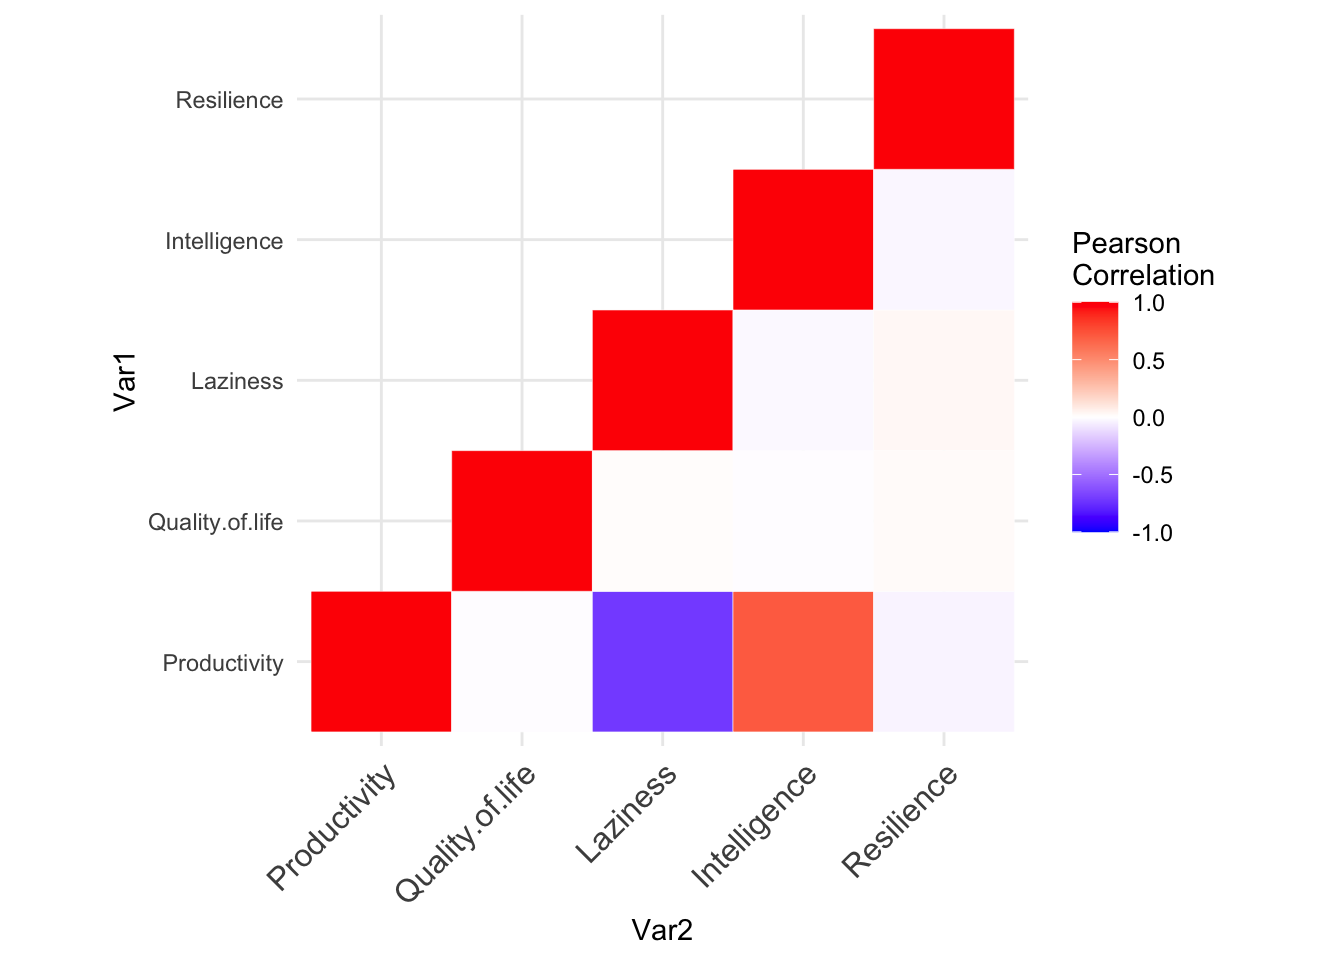 Resilience
Intelligence
Laziness
Quality.of.life
Productivity
Var1
Productivity
Quality.of.life
Laziness
Intelligence
Resilience
Var2
Pearson
Correlation
1.0
0.5
0.0
-0.5
-1.0